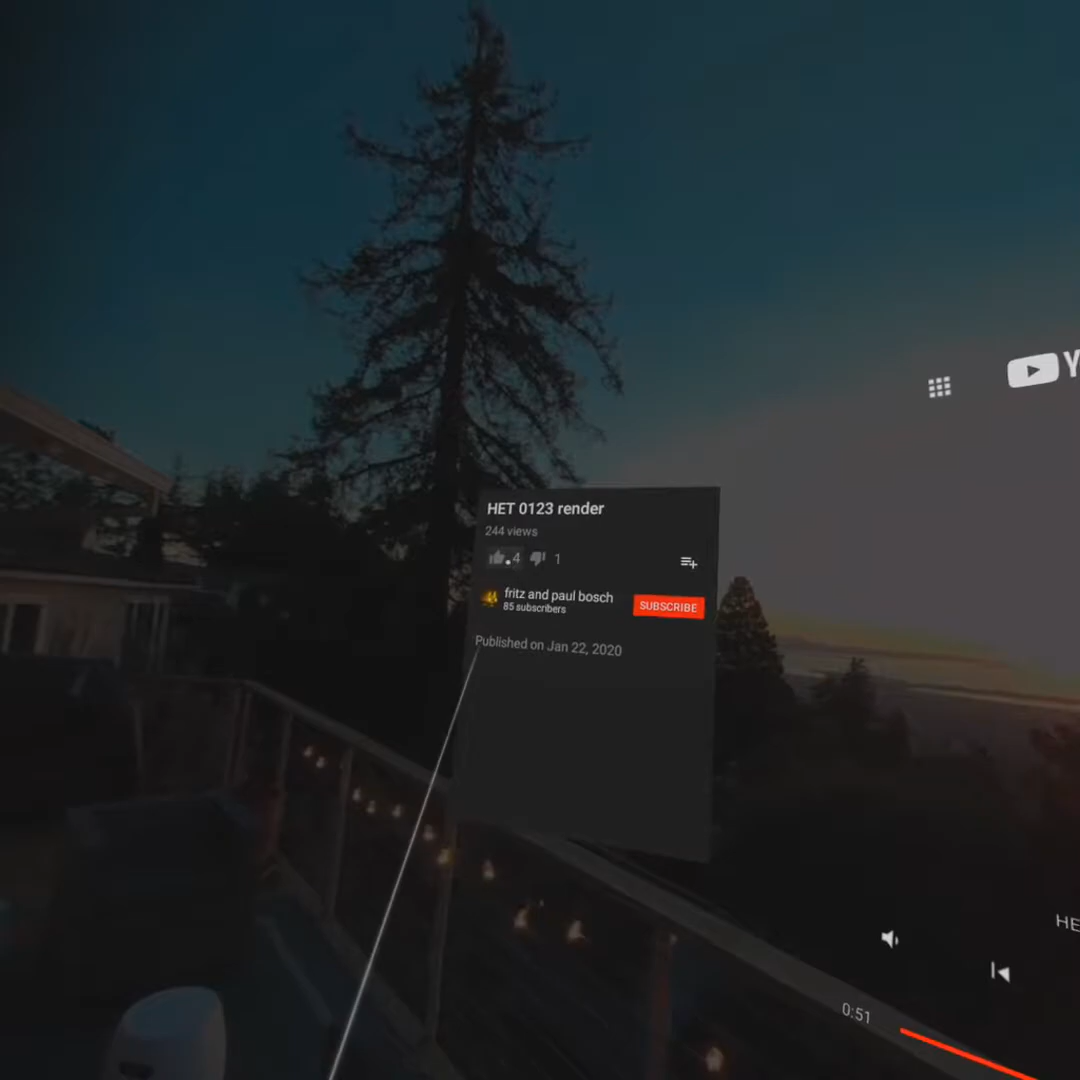 Y
HET 0123 render
244 views
4 1
fritz and paul bosch
85 subscribers
SUBSCRIBE
Published on Jan 22, 2020
HE
0:51